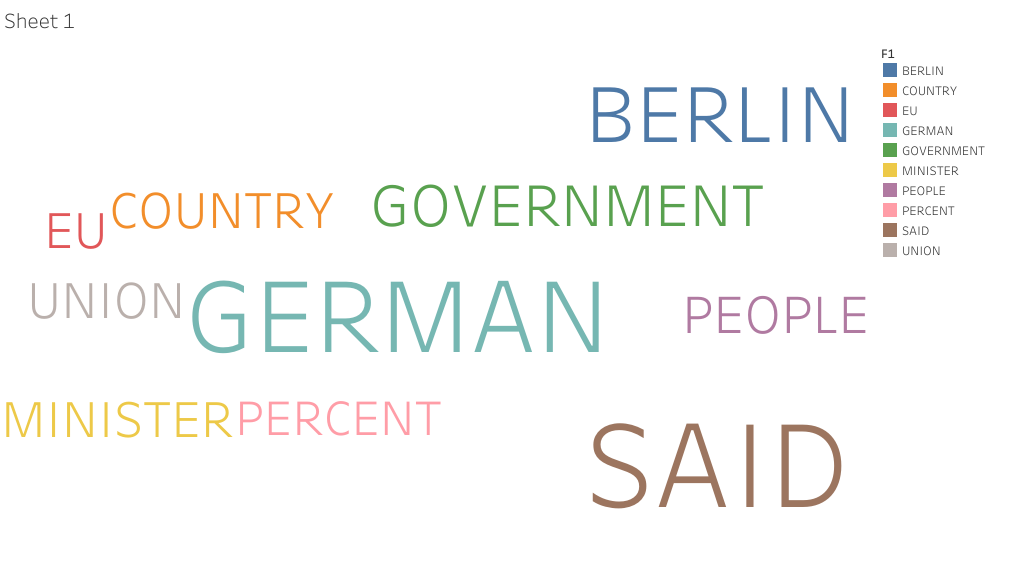 Sheet 1
BERLIN
EU COUNTRY GOVERNMENT
UNION GERMAN PEOPLE
MINISTER PERCENT
SAID
F1
BERLIN
COUNTRY
EU
GERMAN
GOVERNMENT
MINISTER
PEOPLE
PERCENT
SAID
UNION